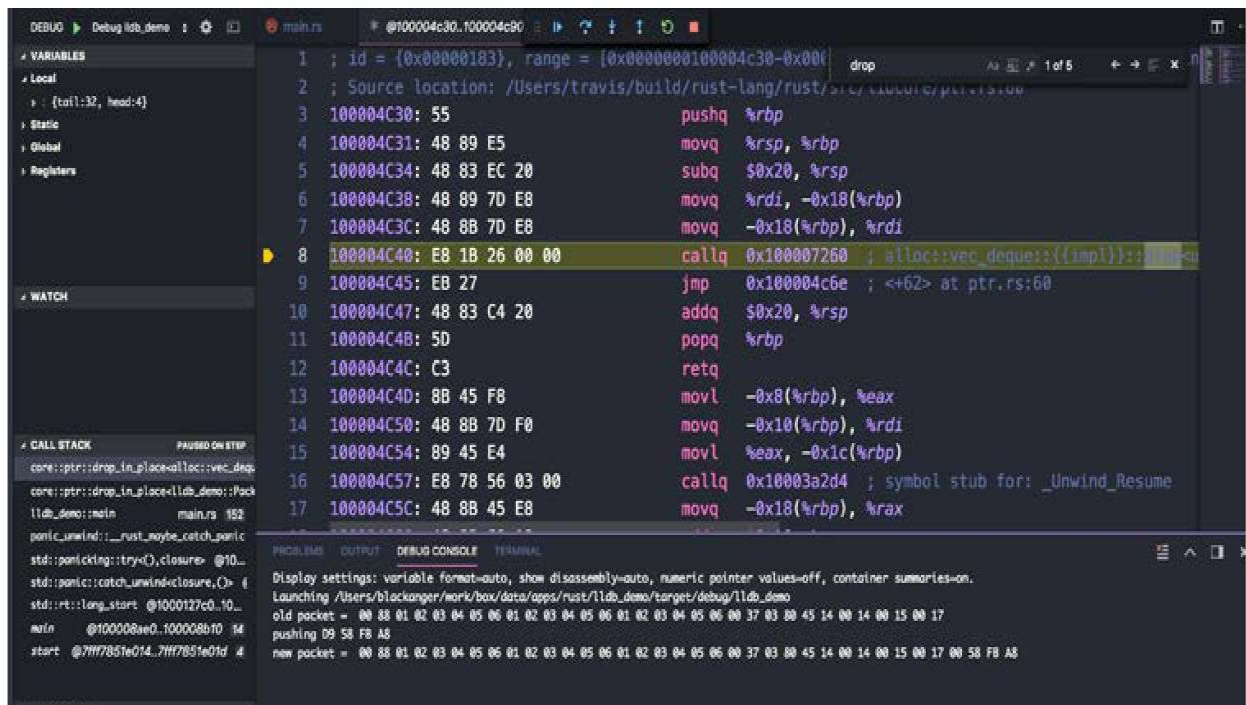 DEBUG Debug lldb_demo
main.rs
@100004c30..100004c90
VARIABLES
Local
: {tail:32, head:4}
Static
Global
Registers
WATCH
CALL STACK PAUSED ON STEP
core::ptr::drop_in_place<alloc::vec_dequ
core::ptr::drop_in_place<lldb_demo::Pack
lldb_demo::main main.rs 152
panic_unwind::__rust_maybe_catch_panic
std::panicking::try<(),closure> @10...
std::panic::catch_unwind<closure,()>
std::rt::lang_start @1000127c0..10...
main @100008ae0..100008b10 14
start @7fff7851e014..7fff7851e01d 4
drop
1 of 5
1 ; id = {0x00000183}, range = [0x0000000100004c30-0x000
2 ; Source location: /Users/travis/build/rust-lang/rust/src/libcore/ptr.rs:60
3 100004C30: 55 pushq %rbp
4 100004C31: 48 89 E5 movq %rsp, %rbp
5 100004C34: 48 83 EC 20 subq $0x20, %rsp
6 100004C38: 48 89 7D E8 movq %rdi, -0x18(%rbp)
7 100004C3C: 48 8B 7D E8 movq -0x18(%rbp), %rdi
8 100004C40: E8 1B 26 00 00 callq 0x100007260 ; alloc::vec_deque::{{impl}}::drop<u
9 100004C45: EB 27 jmp 0x100004c6e ; <+62> at ptr.rs:60
10 100004C47: 48 83 C4 20 addq $0x20, %rsp
11 100004C4B: 5D popq %rbp
12 100004C4C: C3 retq
13 100004C4D: 8B 45 F8 movl -0x8(%rbp), %eax
14 100004C50: 48 8B 7D F0 movq -0x10(%rbp), %rdi
15 100004C54: 89 45 E4 movl %eax, -0x1c(%rbp)
16 100004C57: E8 78 56 03 00 callq 0x10003a2d4 ; symbol stub for: _Unwind_Resume
17 100004C5C: 48 8B 45 E8 movq -0x18(%rbp), %rax
PROBLEMS OUTPUT DEBUG CONSOLE TERMINAL
Display settings: variable format=auto, show disassembly=auto, numeric pointer values=off, container summaries=on.
Launching /Users/blackanger/work/box/data/apps/rust/lldb_demo/target/debug/lldb_demo
old packet = 00 88 01 02 03 04 05 06 01 02 03 04 05 06 01 02 03 04 05 06 00 37 03 80 45 14 00 14 00 15 00 17
pushing D9 58 FB A8
new packet = 00 88 01 02 03 04 05 06 01 02 03 04 05 06 01 02 03 04 05 06 00 37 03 80 45 14 00 14 00 15 00 17 00 58 FB A8